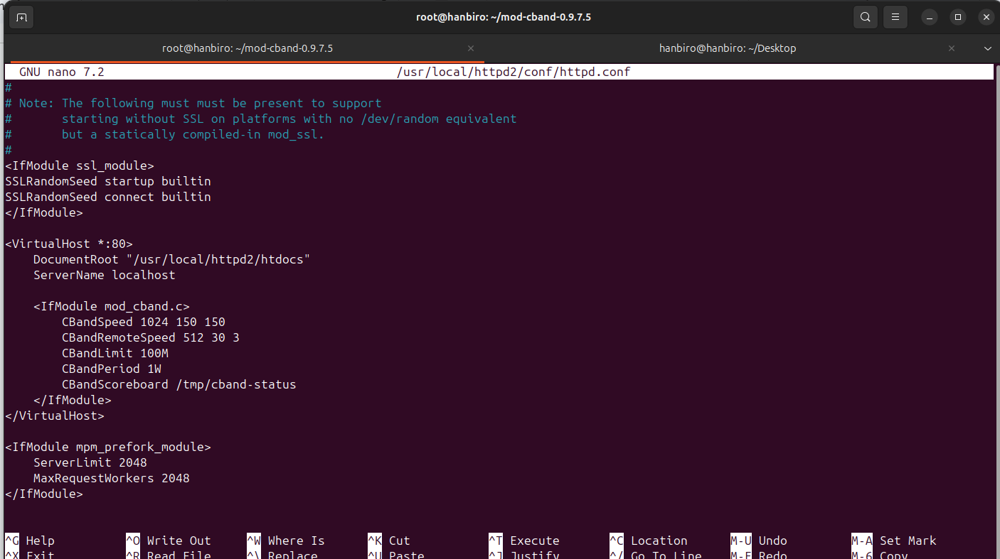 root@hanbiro: ~/mod-cband-0.9.7.5
root@hanbiro: ~/mod-cband-0.9.7.5 × hanbiro@hanbiro: ~/Desktop ×
GNU nano 7.2 /usr/local/httpd2/conf/httpd.conf
#
# Note: The following must must be present to support
#       starting without SSL on platforms with no /dev/random equivalent
#       but a statically compiled-in mod_ssl.
#
<IfModule ssl_module>
SSLRandomSeed startup builtin
SSLRandomSeed connect builtin
</IfModule>
<VirtualHost *:80>
    DocumentRoot "/usr/local/httpd2/htdocs"
    ServerName localhost
    <IfModule mod_cband.c>
        CBandSpeed 1024 150 150
        CBandRemoteSpeed 512 30 3
        CBandLimit 100M
        CBandPeriod 1W
        CBandScoreboard /tmp/cband-status
    </IfModule>
</VirtualHost>
<IfModule mpm_prefork_module>
    ServerLimit 2048
    MaxRequestWorkers 2048
</IfModule>
^G Help ^O Write Out ^W Where Is ^K Cut ^T Execute ^C Location M-U Undo M-A Set Mark
^X Exit ^R Read File ^\ Replace ^U Paste ^J Justify ^/ Go To Line M-E Redo M-6 Copy